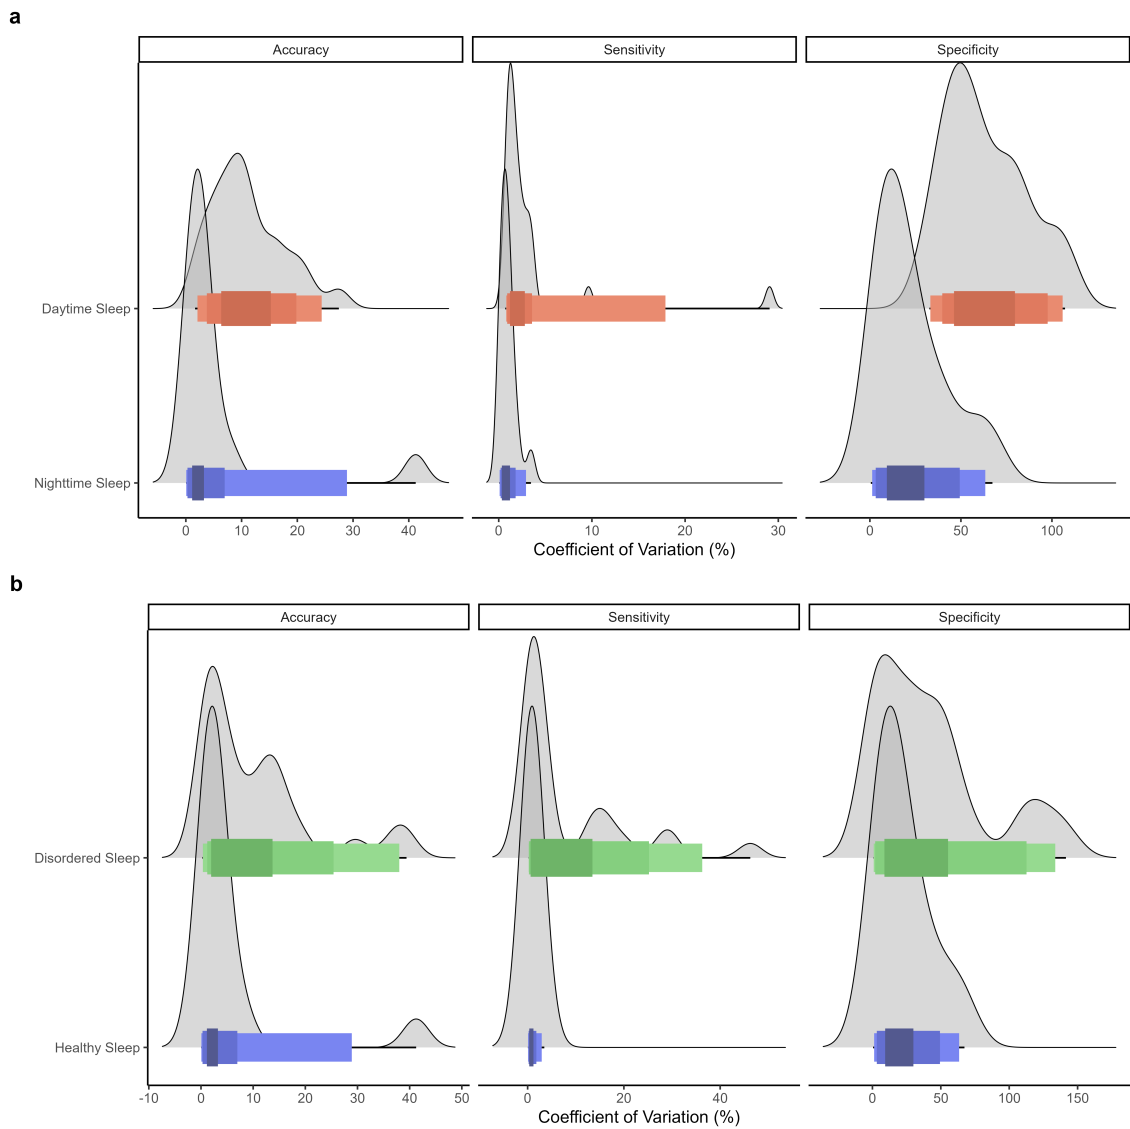 a
Accuracy Sensitivity Specificity
Daytime Sleep
Nighttime Sleep
0 10 20 30 40 0 10 20 30 0 50 100
Coefficient of Variation (%)
b
Accuracy Sensitivity Specificity
Disordered Sleep
Healthy Sleep
-10 0 10 20 30 40 50 0 20 40 0 50 100 150
Coefficient of Variation (%)